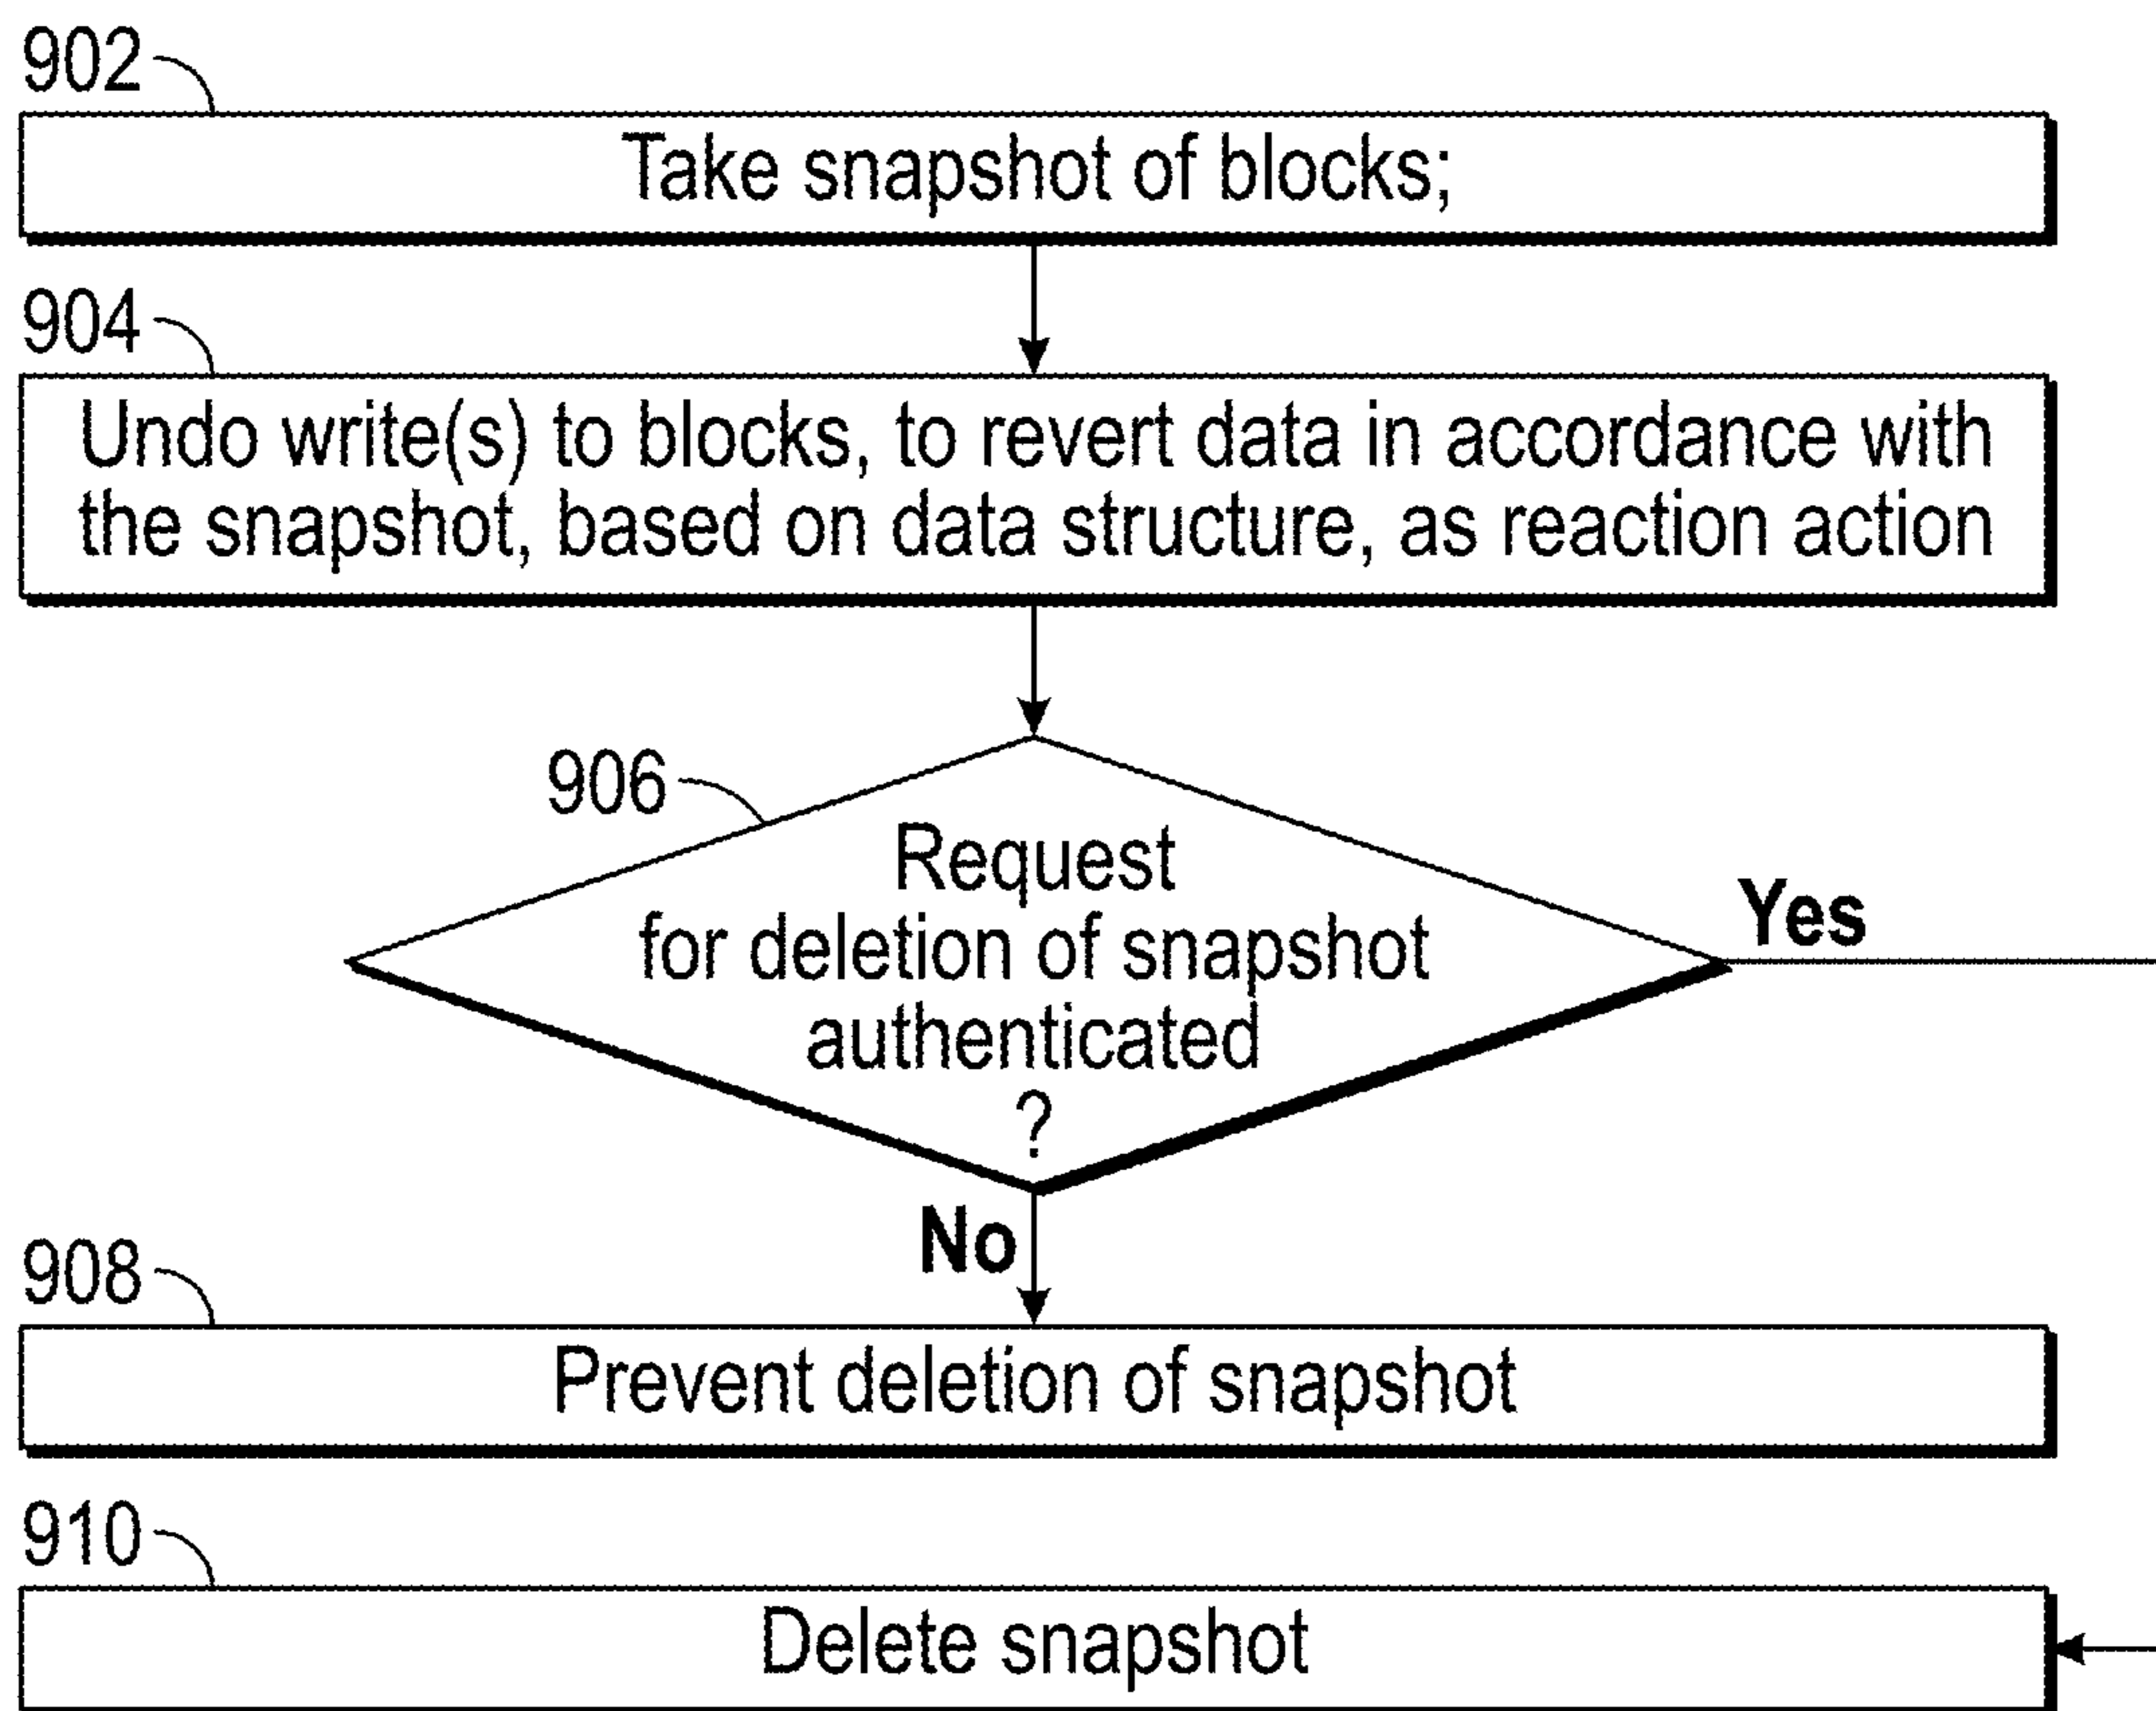 902
Take snapshot of blocks;
904
Undo write(s) to blocks, to revert data in accordance with
the snapshot, based on data structure, as reaction action
906
Request
for deletion of snapshot
authenticated
?
Yes
No
908
Prevent deletion of snapshot
910
Delete snapshot